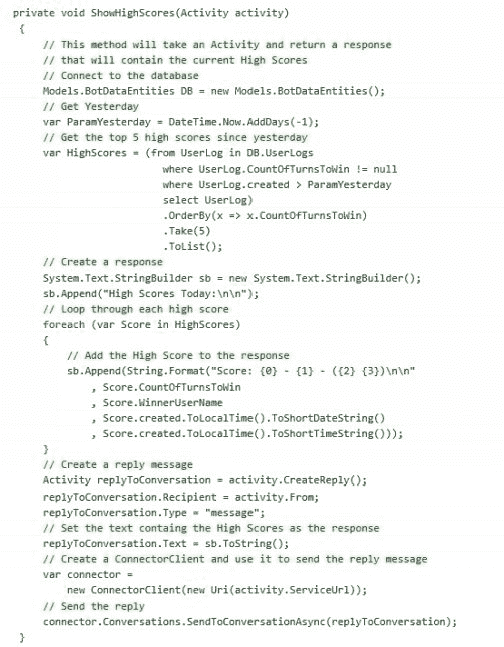 private void ShowHighScores(Activity activity)
{
// This method will take an Activity and return a response
// that will contain the current High Scores
// Connect to the database
Models.BotDataEntities DB = new Models.BotDataEntities();
// Get Yesterday
var ParamYesterday = DateTime.Now.AddDays(-1);
// Get the top 5 high scores since yesterday
var HighScores = (from UserLog in DB.UserLogs
where UserLog.CountOfTurnsToWin != null
where UserLog.created > ParamYesterday
select UserLog)
.OrderBy(x => x.CountOfTurnsToWin)
.Take(5)
.ToList();
// Create a response
System.Text.StringBuilder sb = new System.Text.StringBuilder();
sb.Append("High Scores Today:\n\n");
// Loop through each high score
foreach (var Score in HighScores)
{
// Add the High Score to the response
sb.Append(String.Format("Score: {0} - {1} - ({2} {3})\n\n"
, Score.CountOfTurnsToWin
, Score.WinnerUserName
, Score.created.ToLocalTime().ToShortDateString()
, Score.created.ToLocalTime().ToShortTimeString()));
}
// Create a reply message
Activity replyToConversation = activity.CreateReply();
replyToConversation.Recipient = activity.From;
replyToConversation.Type = "message";
// Set the text containg the High Scores as the response
replyToConversation.Text = sb.ToString();
// Create a ConnectorClient and use it to send the reply message
var connector =
new ConnectorClient(new Uri(activity.ServiceUrl));
// Send the reply
connector.Conversations.SendToConversationAsync(replyToConversation);
}